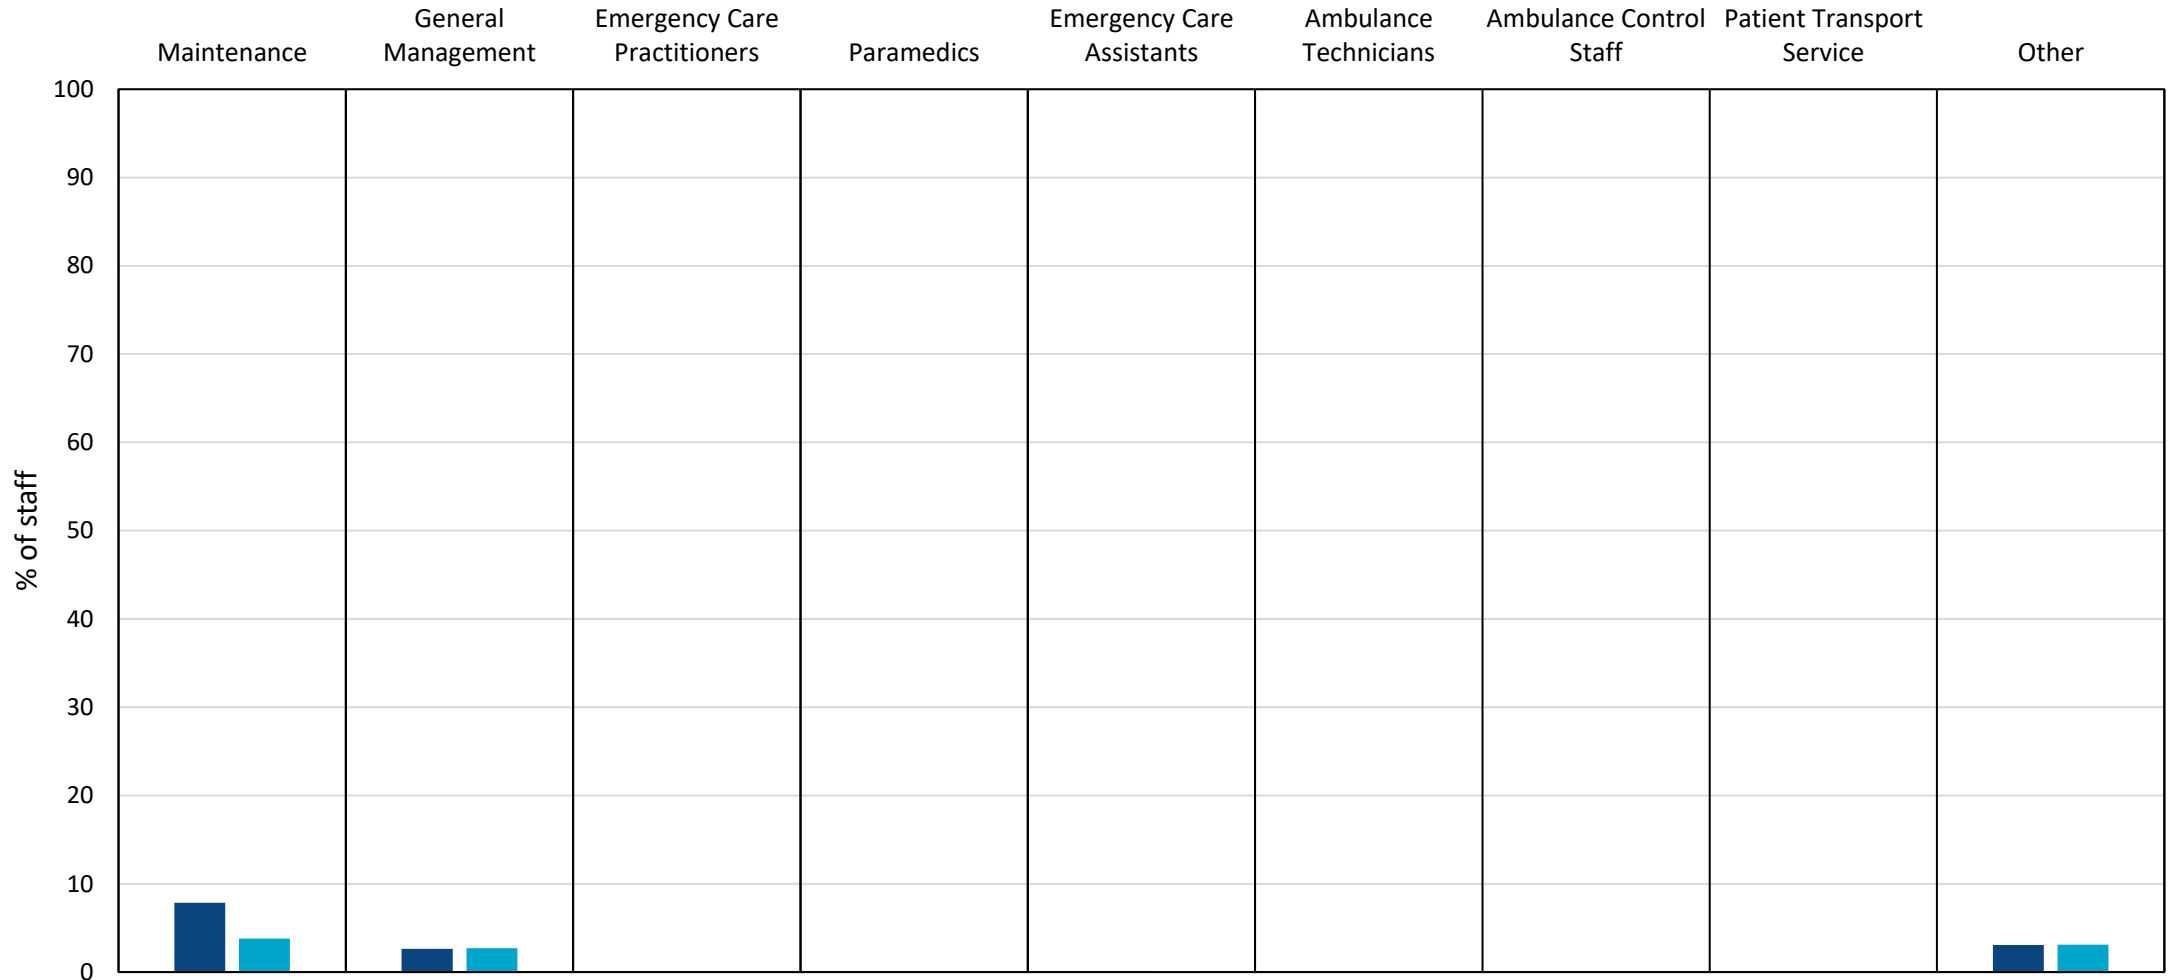 Maintenance
General
Management
Emergency Care
Practitioners
Paramedics
Emergency Care
Assistants
Ambulance
Technicians
Ambulance Control
Staff
Patient Transport
Service
Other
100
90
80
70
60
50
40
30
20
10
0
% of staff